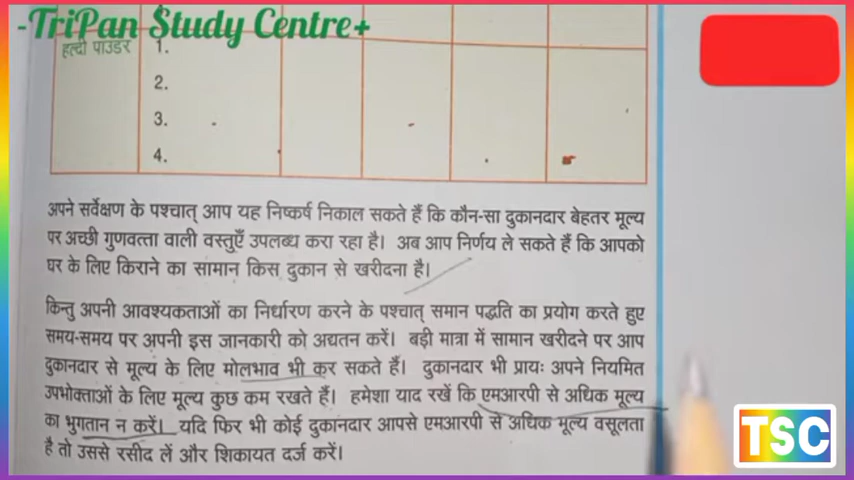 -TriPan Study Centre+
हल्दी पाउडर 1.
2.
3.
4.
अपने सर्वेक्षण के पश्चात् आप यह निष्कर्ष निकाल सकते हैं कि कौन-सा दुकानदार बेहतर मूल्य
पर अच्छी गुणवत्ता वाली वस्तुएँ उपलब्ध करा रहा है। अब आप निर्णय ले सकते हैं कि आपको
घर के लिए किराने का सामान किस दुकान से खरीदना है।
किन्तु अपनी आवश्यकताओं का निर्धारण करने के पश्चात् समान पद्धति का प्रयोग करते हुए
समय-समय पर अपनी इस जानकारी को अद्यतन करें। बड़ी मात्रा में सामान खरीदने पर आप
दुकानदार से मूल्य के लिए मोलभाव भी कर सकते हैं। दुकानदार भी प्रायः अपने नियमित
उपभोक्ताओं के लिए मूल्य कुछ कम रखते हैं। हमेशा याद रखें कि एमआरपी से अधिक मूल्य
का भुगतान न करें। यदि फिर भी कोई दुकानदार आपसे एमआरपी से अधिक मूल्य वसूलता
है तो उससे रसीद लें और शिकायत दर्ज करें।
TSC